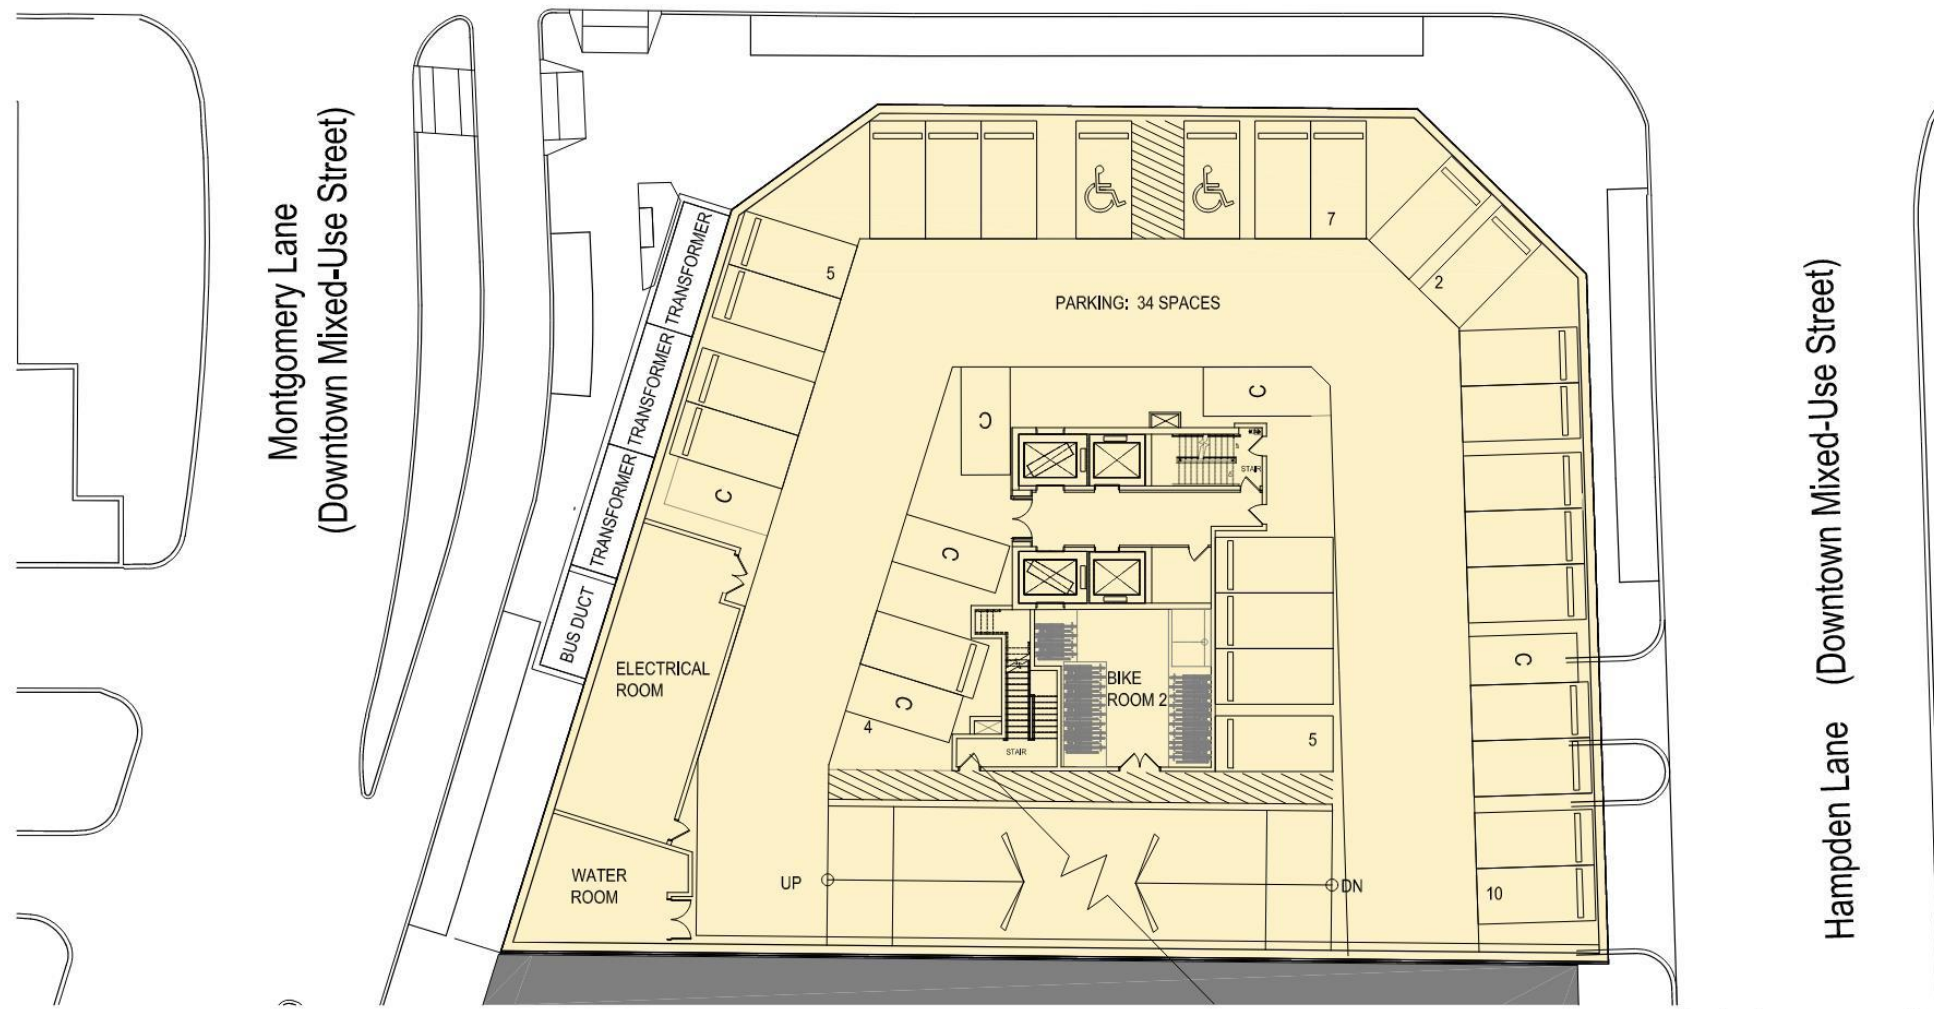 Montgomery Lane
(Downtown Mixed-Use Street)
TRANSFORMER
TRANSFORMER
TRANSFORMER
BUS DUCT
5
7
2
PARKING: 34 SPACES
C
C
C
STAIR
C
C
4
ELECTRICAL
ROOM
BIKE
ROOM 2
STAIR
5
C
WATER
ROOM
UP
DN
10
Hampden Lane (Downtown Mixed-Use Street)